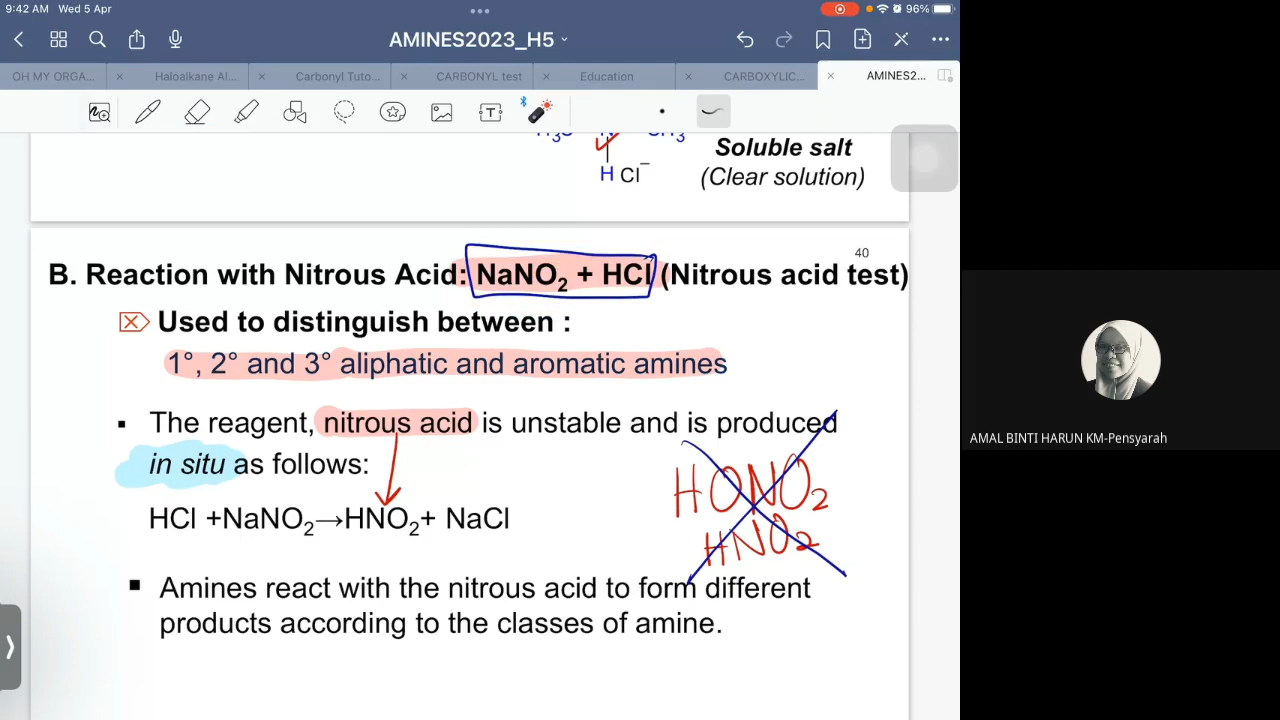 9:42 AM Wed 5 Apr
96%
AMINES2023_H5
OH MY ORGA...
Haloalkane Al...
Carbonyl Tuto...
CARBONYL test
Education
CARBOXYLIC...
AMINES2...
Soluble salt
H Cl⁻ (Clear solution)
40
B. Reaction with Nitrous Acid: NaNO₂ + HCl (Nitrous acid test)
Used to distinguish between :
1°, 2° and 3° aliphatic and aromatic amines
▪ The reagent, nitrous acid is unstable and is produced
in situ as follows:
HONO₂
HCl +NaNO₂→HNO₂+ NaCl
HNO₂
▪ Amines react with the nitrous acid to form different
products according to the classes of amine.
AMAL BINTI HARUN KM-Pensyarah